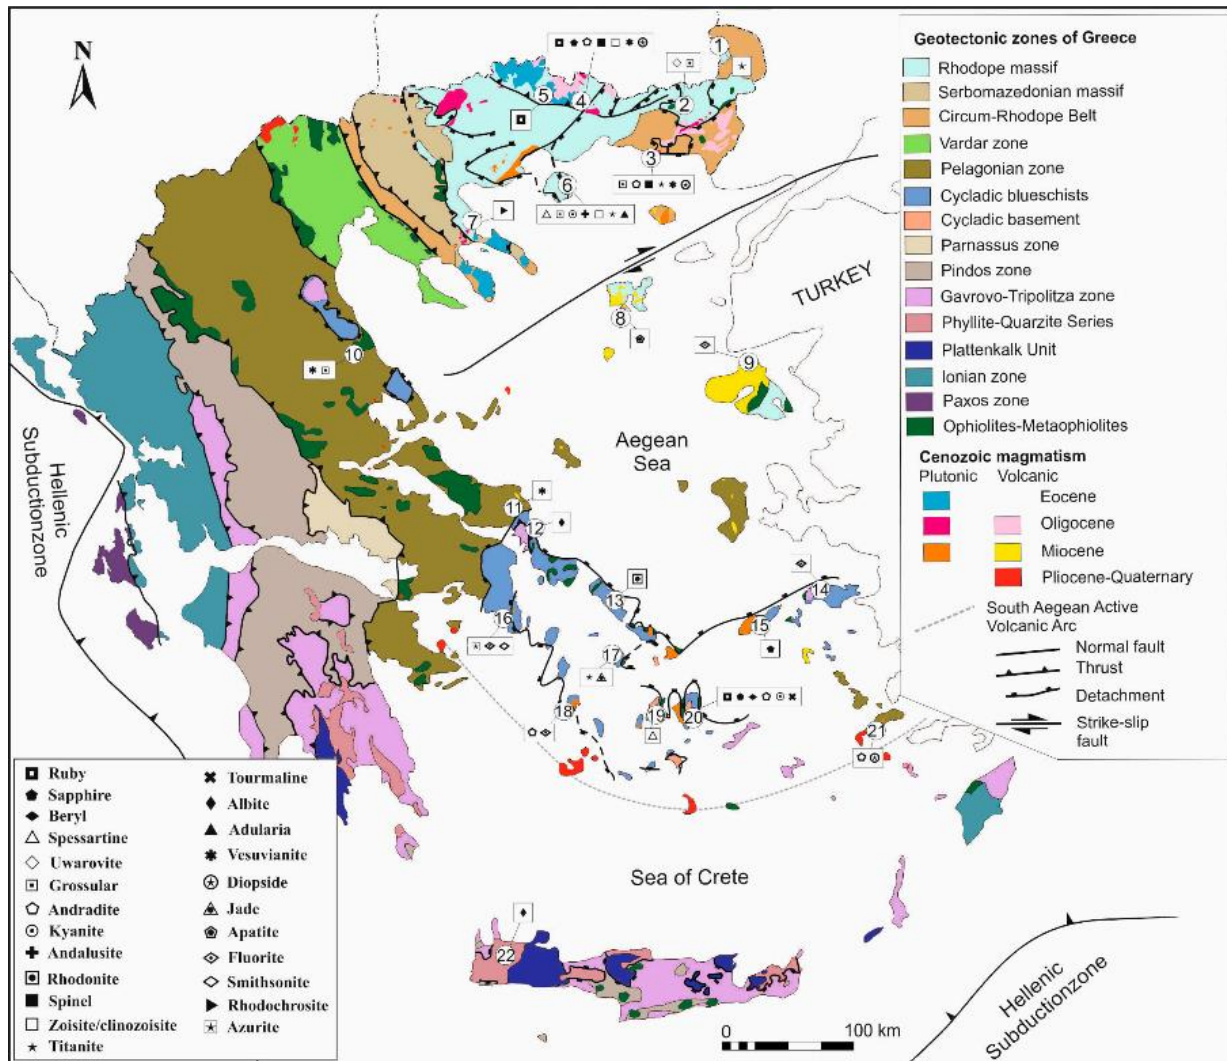 N
1
2
3
4
5
6
7
8
9
10
11
12
13
14
15
16
17
18
19
20
21
22
TURKEY
Aegean
Sea
Sea of Crete
Hellenic
Subductionzone
Hellenic
Subductionzone
0 100 km
Geotectonic zones of Greece
Rhodope massif
Serbomazedonian massif
Circum-Rhodope Belt
Vardar zone
Pelagonian zone
Cycladic blueschists
Cycladic basement
Parnassus zone
Pindos zone
Gavrovo-Tripolitza zone
Phyllite-Quarzite Series
Plattenkalk Unit
Ionian zone
Paxos zone
Ophiolites-Metaophiolites
Cenozoic magmatism
Plutonic Volcanic
Eocene
Oligocene
Miocene
Pliocene-Quaternary
South Aegean Active
Volcanic Arc
Normal fault
Thrust
Detachment
Strike-slip
fault
Ruby
Sapphire
Beryl
Spessartine
Uwarovite
Grossular
Andradite
Kyanite
Andalusite
Rhodonite
Spinel
Zoisite/clinozoisite
Titanite
Tourmaline
Albite
Adularia
Vesuvianite
Diopside
Jade
Apatite
Fluorite
Smithsonite
Rhodochrosite
Azurite